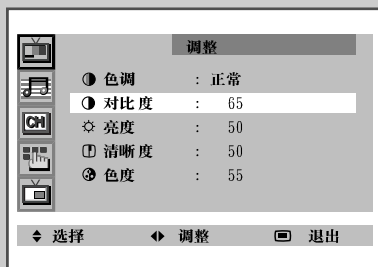 调整
色调 : 正常
对比度 : 65
亮度 : 50
清晰度 : 50
色度 : 55
CH
选择 调整 退出